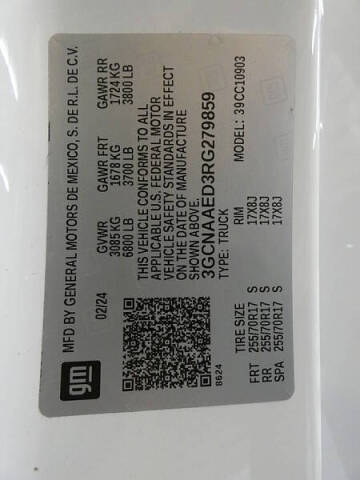 MFD BY GENERAL MOTORS DE MEXICO, S. DE R.L. DE C.V.
02/24
GVWR GAWR FRT GAWR RR
3085 KG 1678 KG 1724 KG
6800 LB 3700 LB 3800 LB
THIS VEHICLE CONFORMS TO ALL
APPLICABLE U.S. FEDERAL MOTOR
VEHICLE SAFETY STANDARDS IN EFFECT
ON THE DATE OF MANUFACTURE
SHOWN ABOVE.
3GCNAAED3RG279859
TYPE: TRUCK MODEL: 39CC10903
gm
8624
TIRE SIZE RIM
FRT 255/70R17 S 17X8J
RR 255/70R17 S 17X8J
SPA 255/70R17 S 17X8J